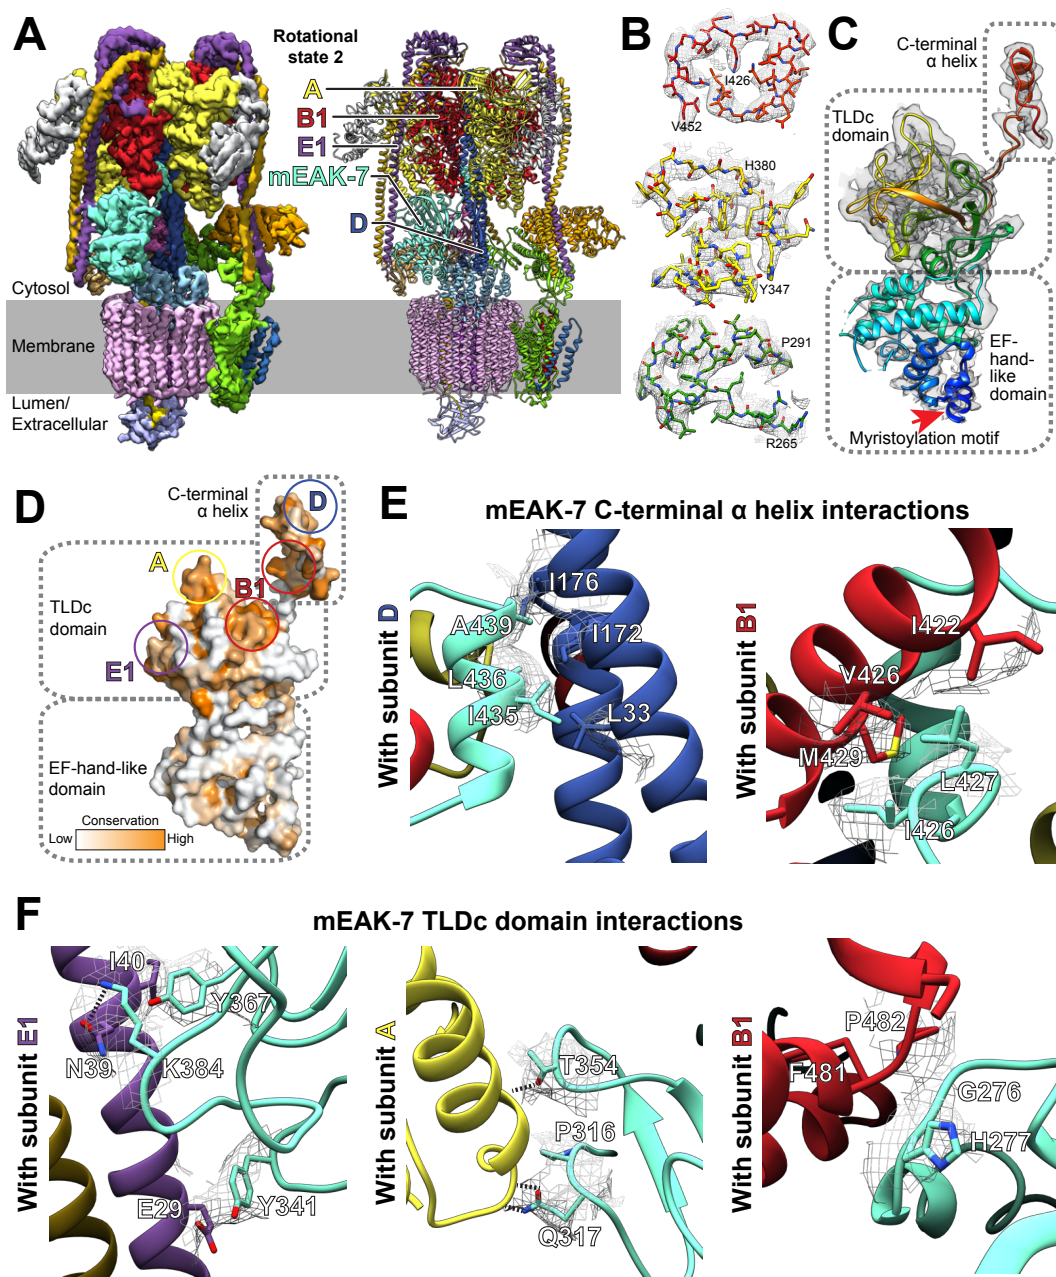 A
Rotational
state 2
A
B1
E1
mEAK-7
D
Cytosol
Membrane
Lumen/
Extracellular
B
I426
V452
H380
Y347
P291
R265
C
C-terminal
α helix
TLDc
domain
EF-
hand-
like
domain
Myristoylation motif
D
C-terminal
α helix
D
A
B1
TLDc
domain
E1
EF-hand-like
domain
Conservation
Low
High
E
mEAK-7 C-terminal α helix interactions
With subunit D
I176
A439
I172
L436
I435
L33
With subunit B1
I422
V426
M429
L427
I426
F
mEAK-7 TLDc domain interactions
With subunit E1
I40
Y367
N39
K384
E29
Y341
With subunit A
T354
P316
Q317
With subunit B1
P482
F481
G276
H277